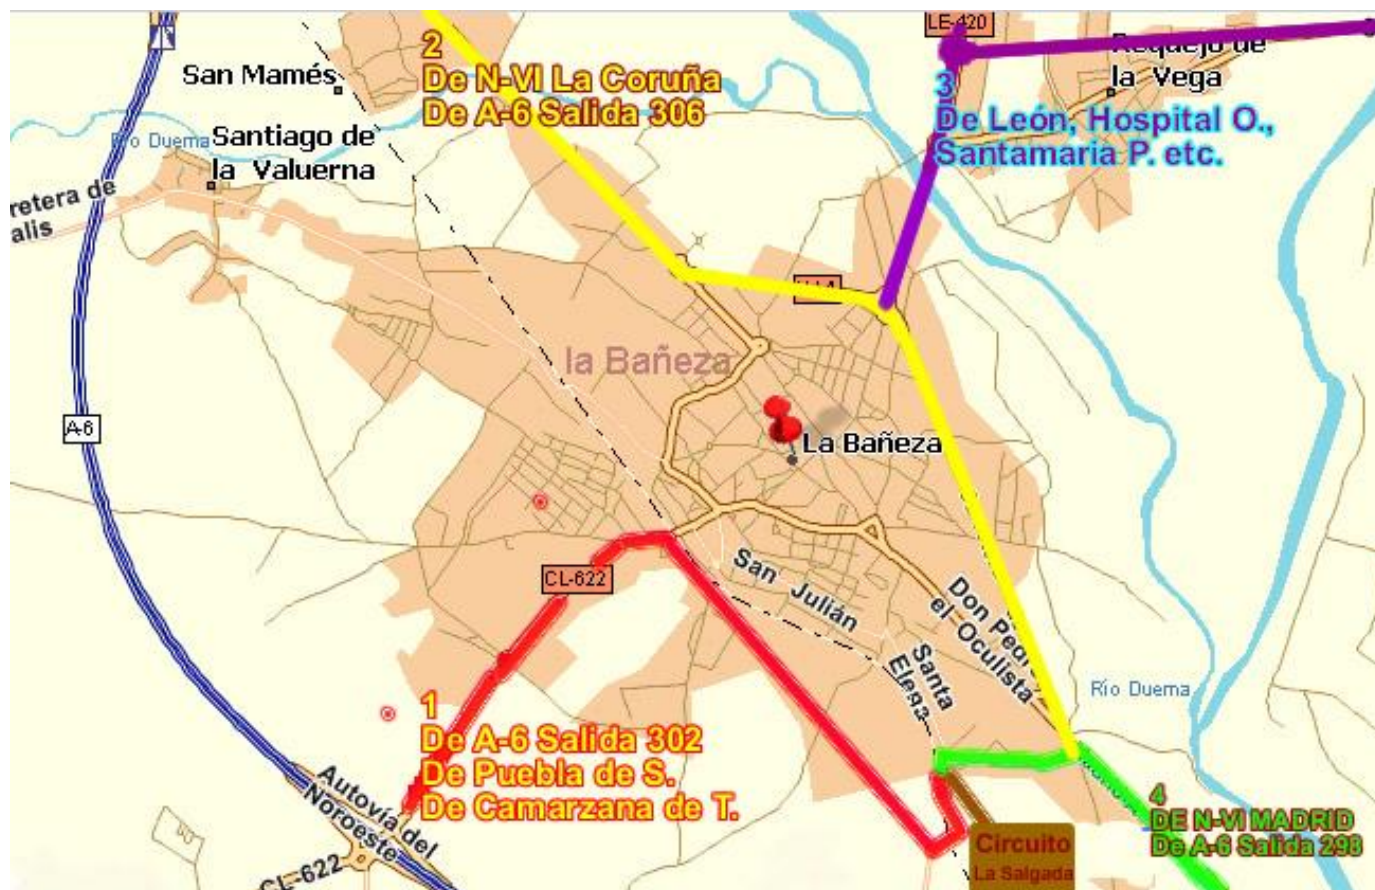 LE-420
2
De N-VI La Coruña
De A-6 Salida 306
San Mamés
Requejo de
la Vega
3
De León, Hospital O.,
Santamaria P. etc.
Río Duerna
Santiago de
la Valuerna
retera de
alis
la Bañeza
A-6
La Bañeza
CL-622
San Julián
Don Pedro
el Oculista
Santa
Elena
Río Duerna
1
De A-6 Salida 302
De Puebla de S.
De Camarzana de T.
Autovía del
Noroeste
CL-622
4
DE N-VI MADRID
De A-6 Salida 298
Circuito
La Salgada